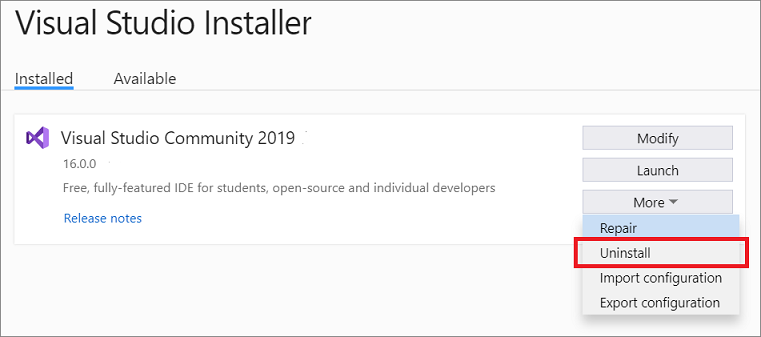 Visual Studio Installer
Installed
Available
Visual Studio Community 2019
16.0.0
Free, fully-featured IDE for students, open-source and individual developers
Release notes
Modify
Launch
More
Repair
Uninstall
Import configuration
Export configuration